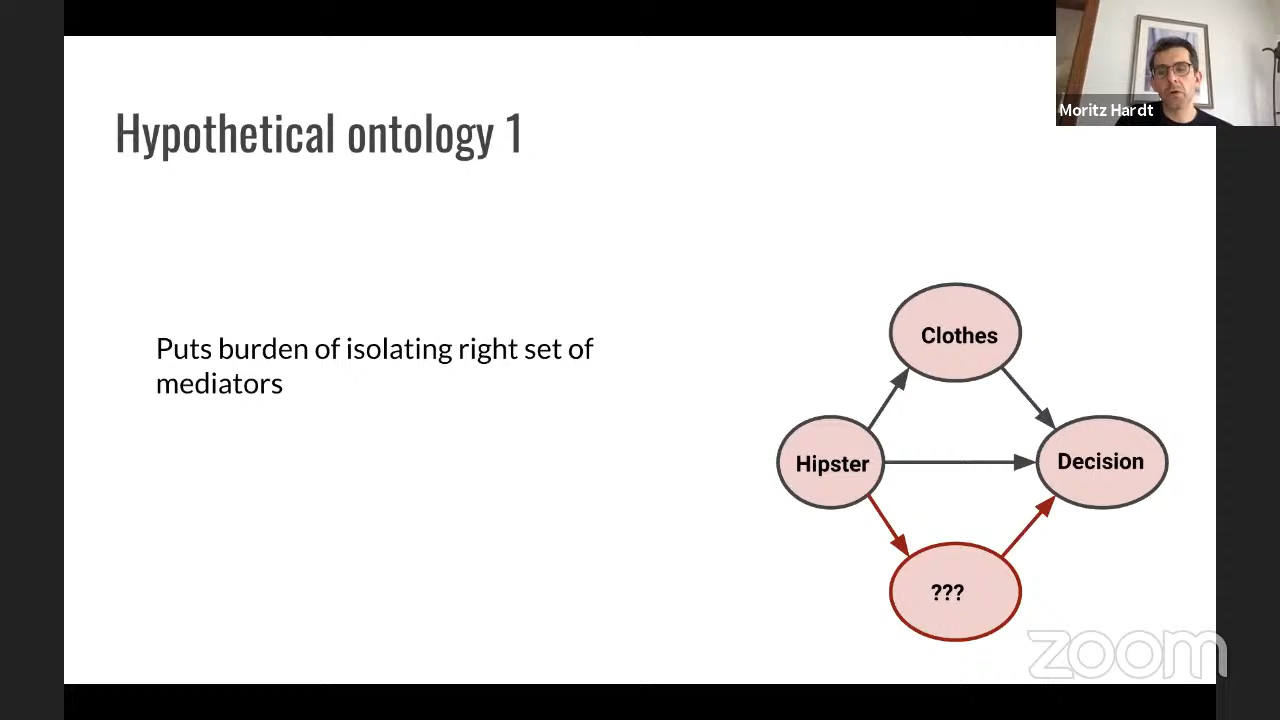 Moritz Hardt
Hypothetical ontology 1
Puts burden of isolating right set of
mediators
Clothes
Hipster
Decision
???
zoom